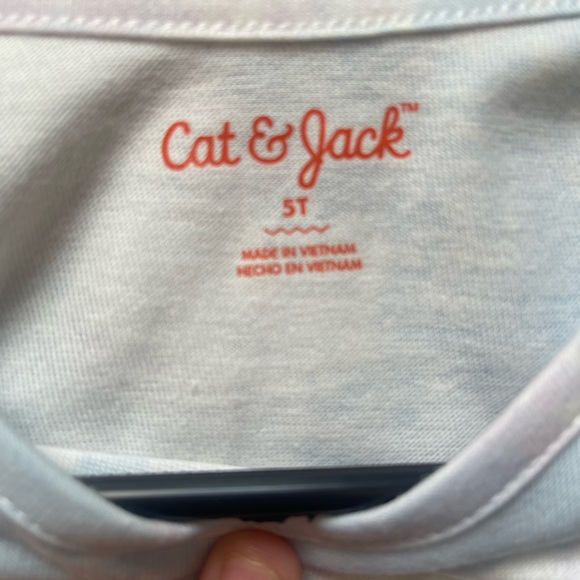 Cat & Jack™
5T
MADE IN VIETNAM
HECHO EN VIETNAM